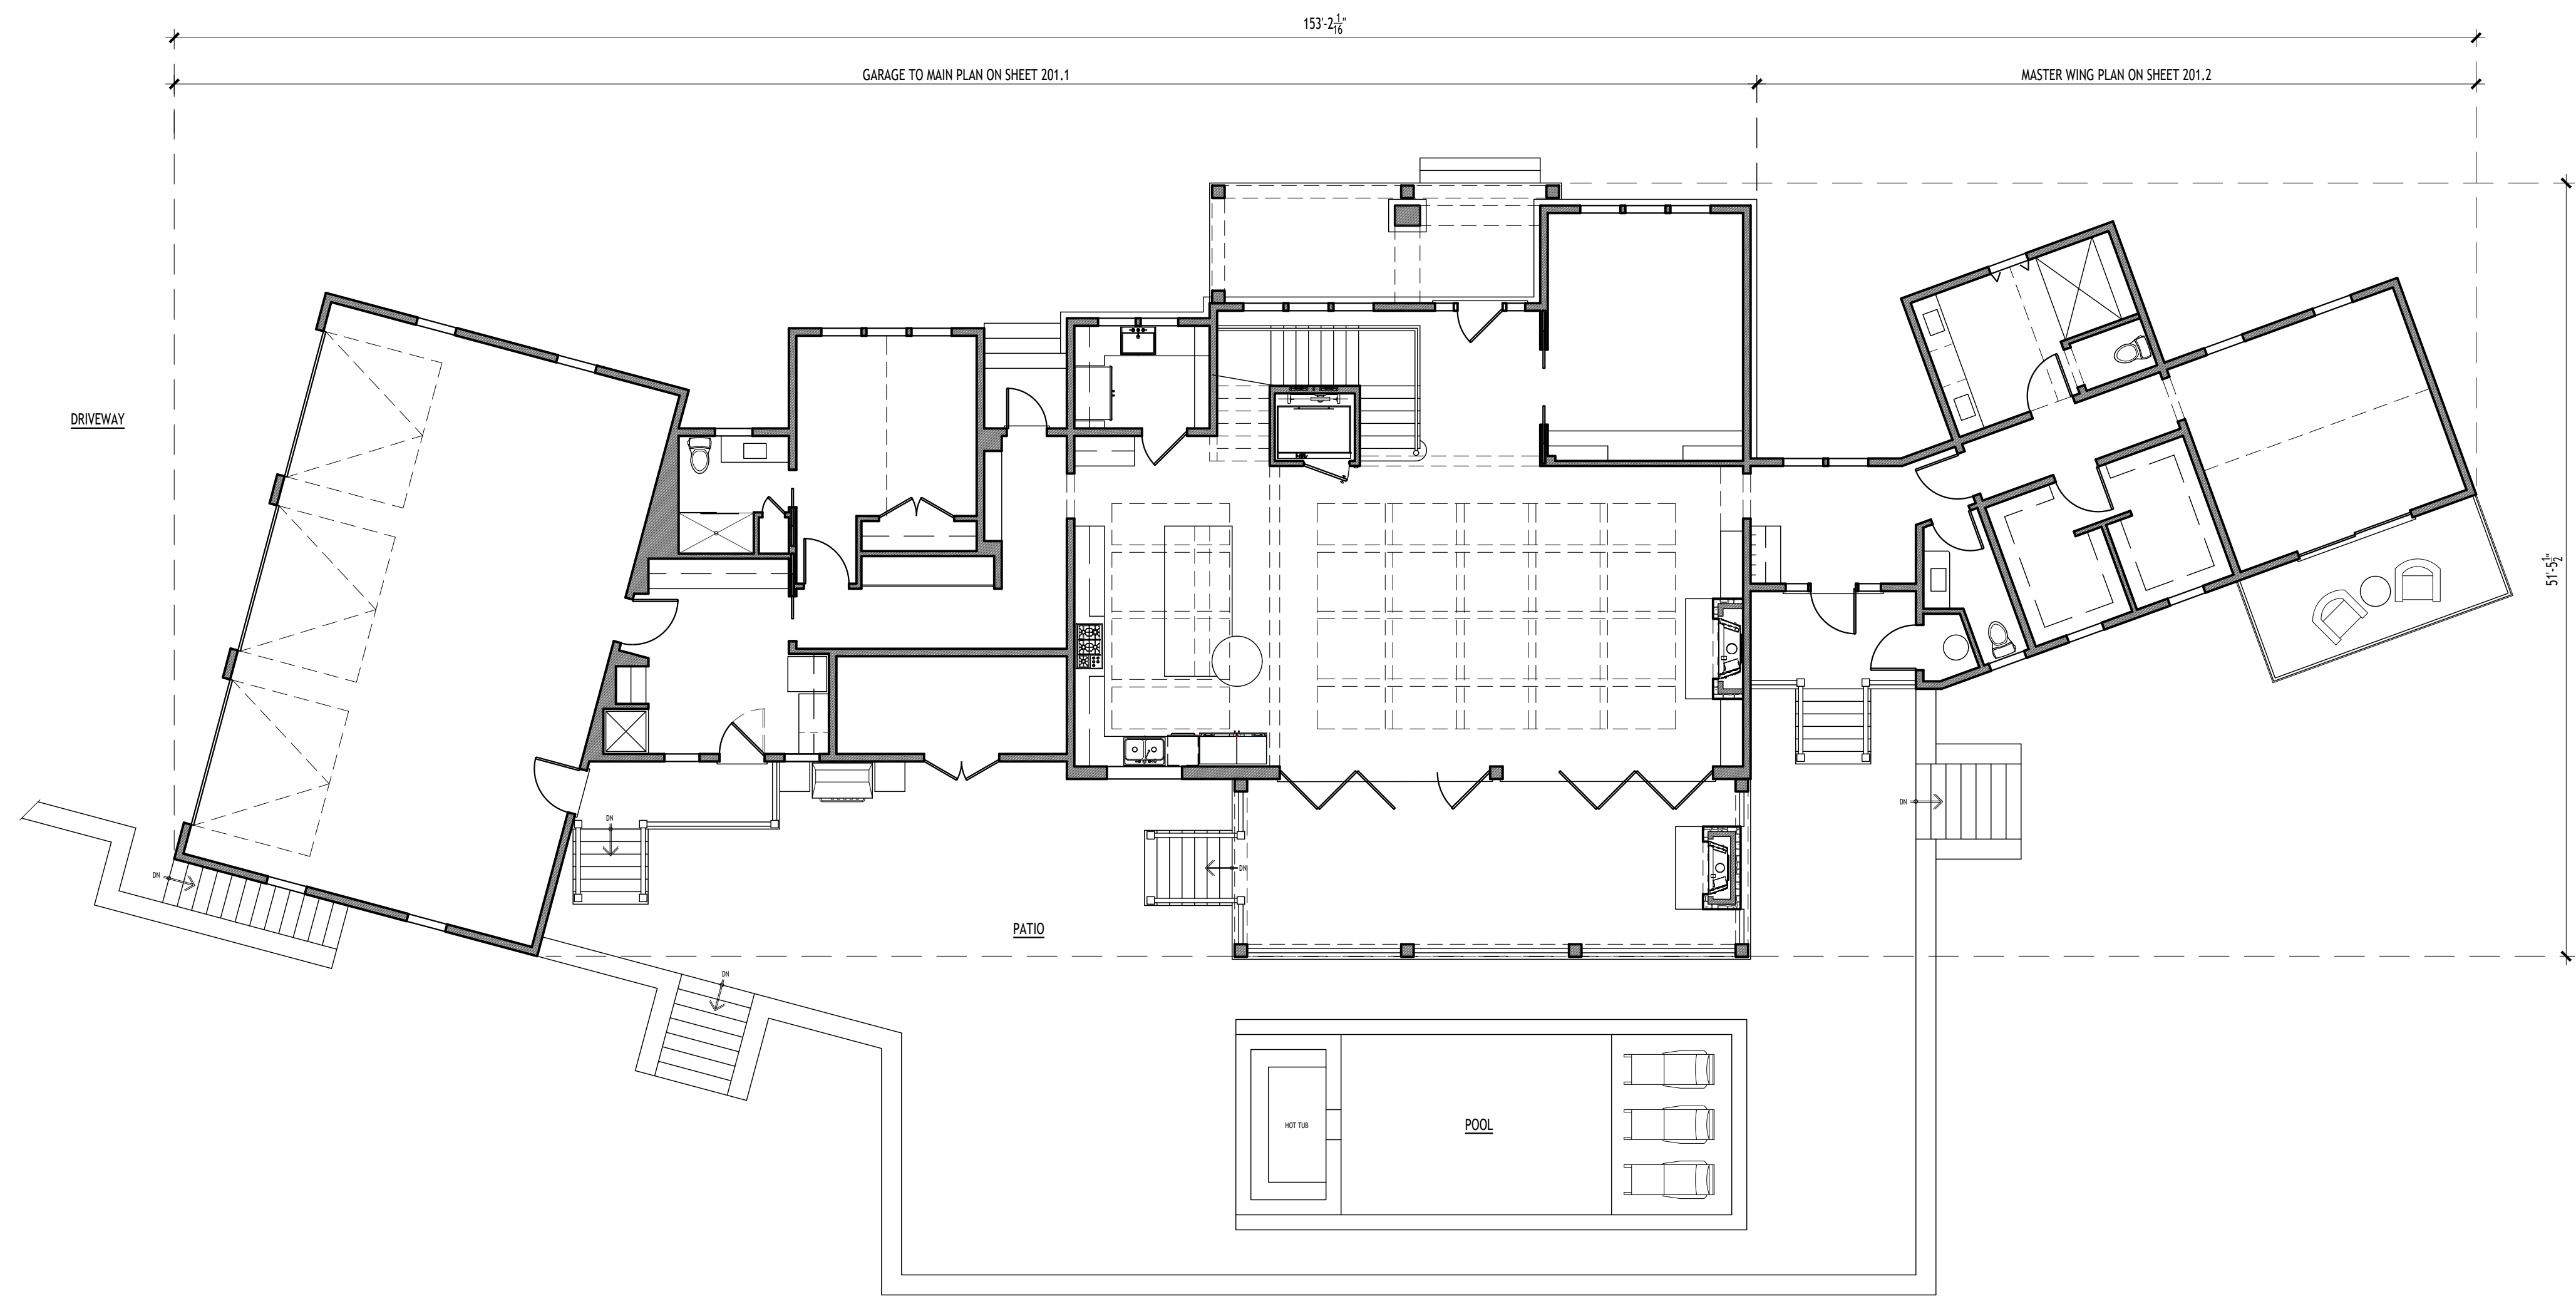 153'-2 1/16"
GARAGE TO MAIN PLAN ON SHEET 201.1
MASTER WING PLAN ON SHEET 201.2
DRIVEWAY
51'-5 1/2"
DN
DN
DN
DN
PATIO
DN
HOT TUB
POOL